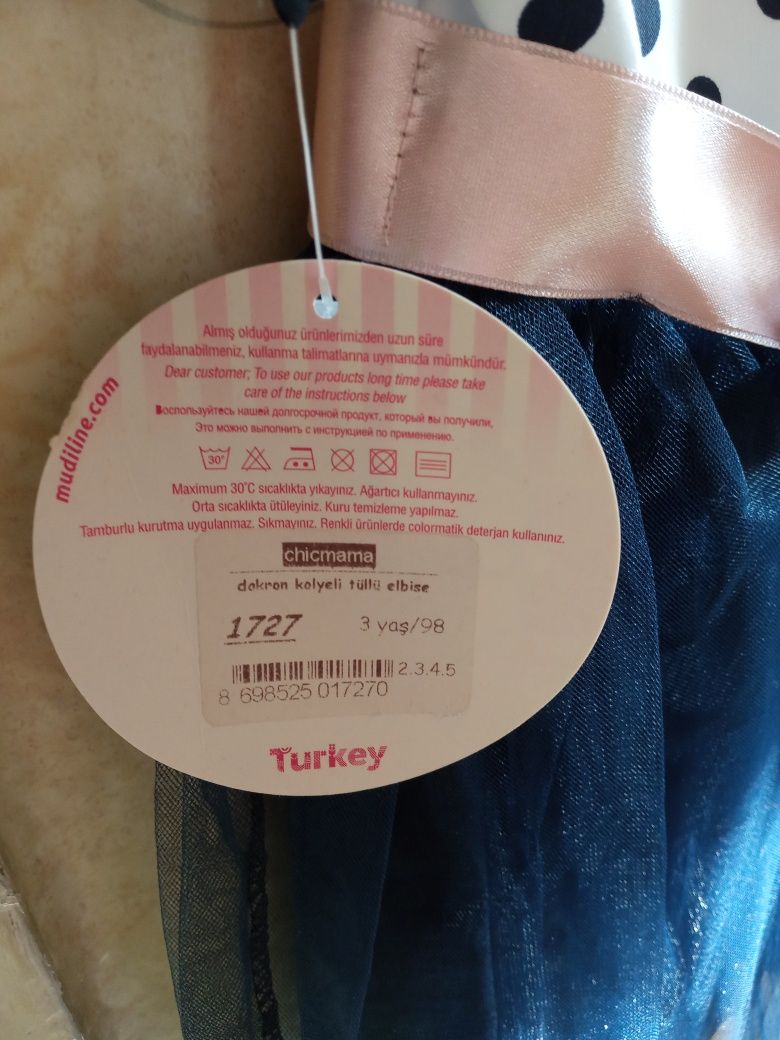 Almış olduğunuz ürünlerimizden uzun süre
faydalanabilmeniz, kullanma talimatlarına uymanızla mümkündür.
Dear customer; To use our products long time please take
care of the instructions below
Воспользуйтесь нашей долгосрочной продукт, который вы получили,
Это можно выполнить с инструкцией по применению.
mudiline.com
30°
Maximum 30°C sıcaklıkta yıkayınız. Ağartıcı kullanmayınız.
Orta sıcaklıkta ütüleyiniz. Kuru temizleme yapılmaz.
Tamburlu kurutma uygulanmaz. Sıkmayınız. Renkli ürünlerde colormatik deterjan kullanınız.
chicmama
dakron kolyeli tüllü elbise
1727 3 yaş/98
2.3.4.5
8 698525 017270
Turkey